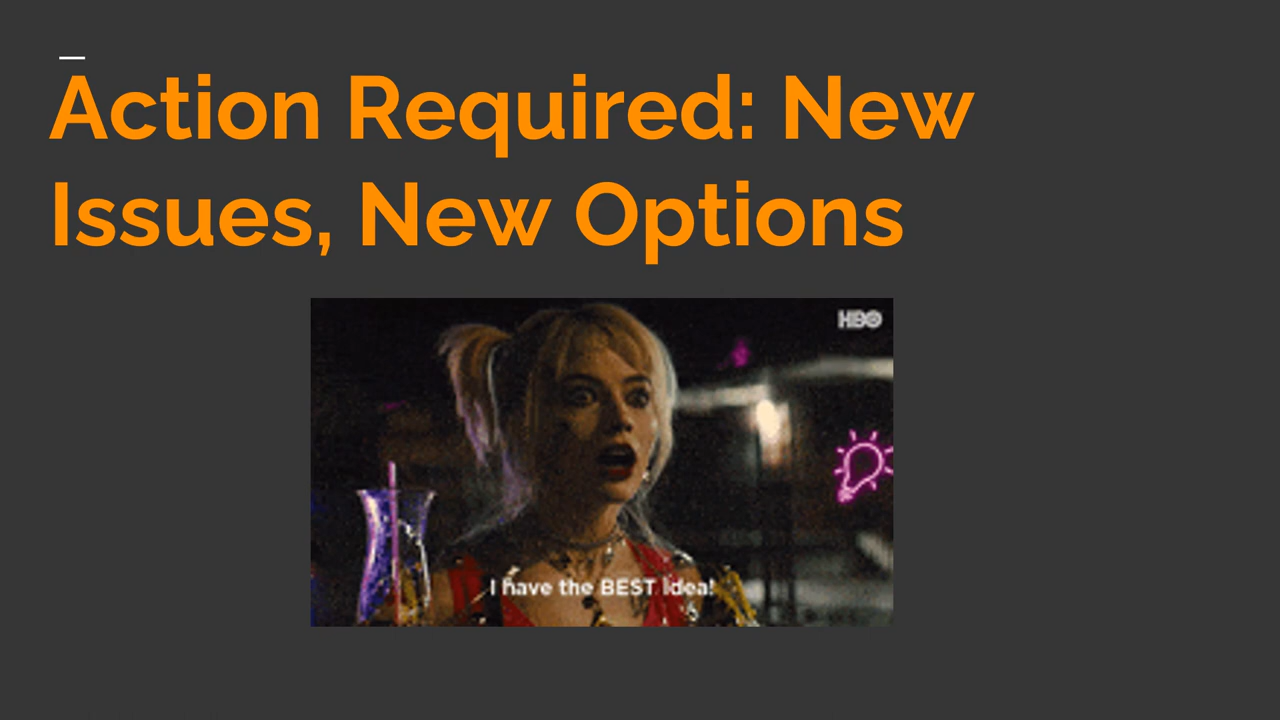 Action Required: New
Issues, New Options
HBO
I have the BEST idea!